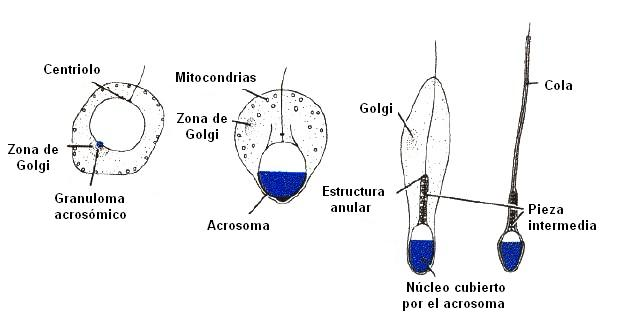 Centriolo
Zona de
Golgi
Granuloma
acrosómico
Mitocondrias
Zona de
Golgi
Acrosoma
Golgi
Estructura
anular
Núcleo cubierto
por el acrosoma
Cola
Pieza
intermedia